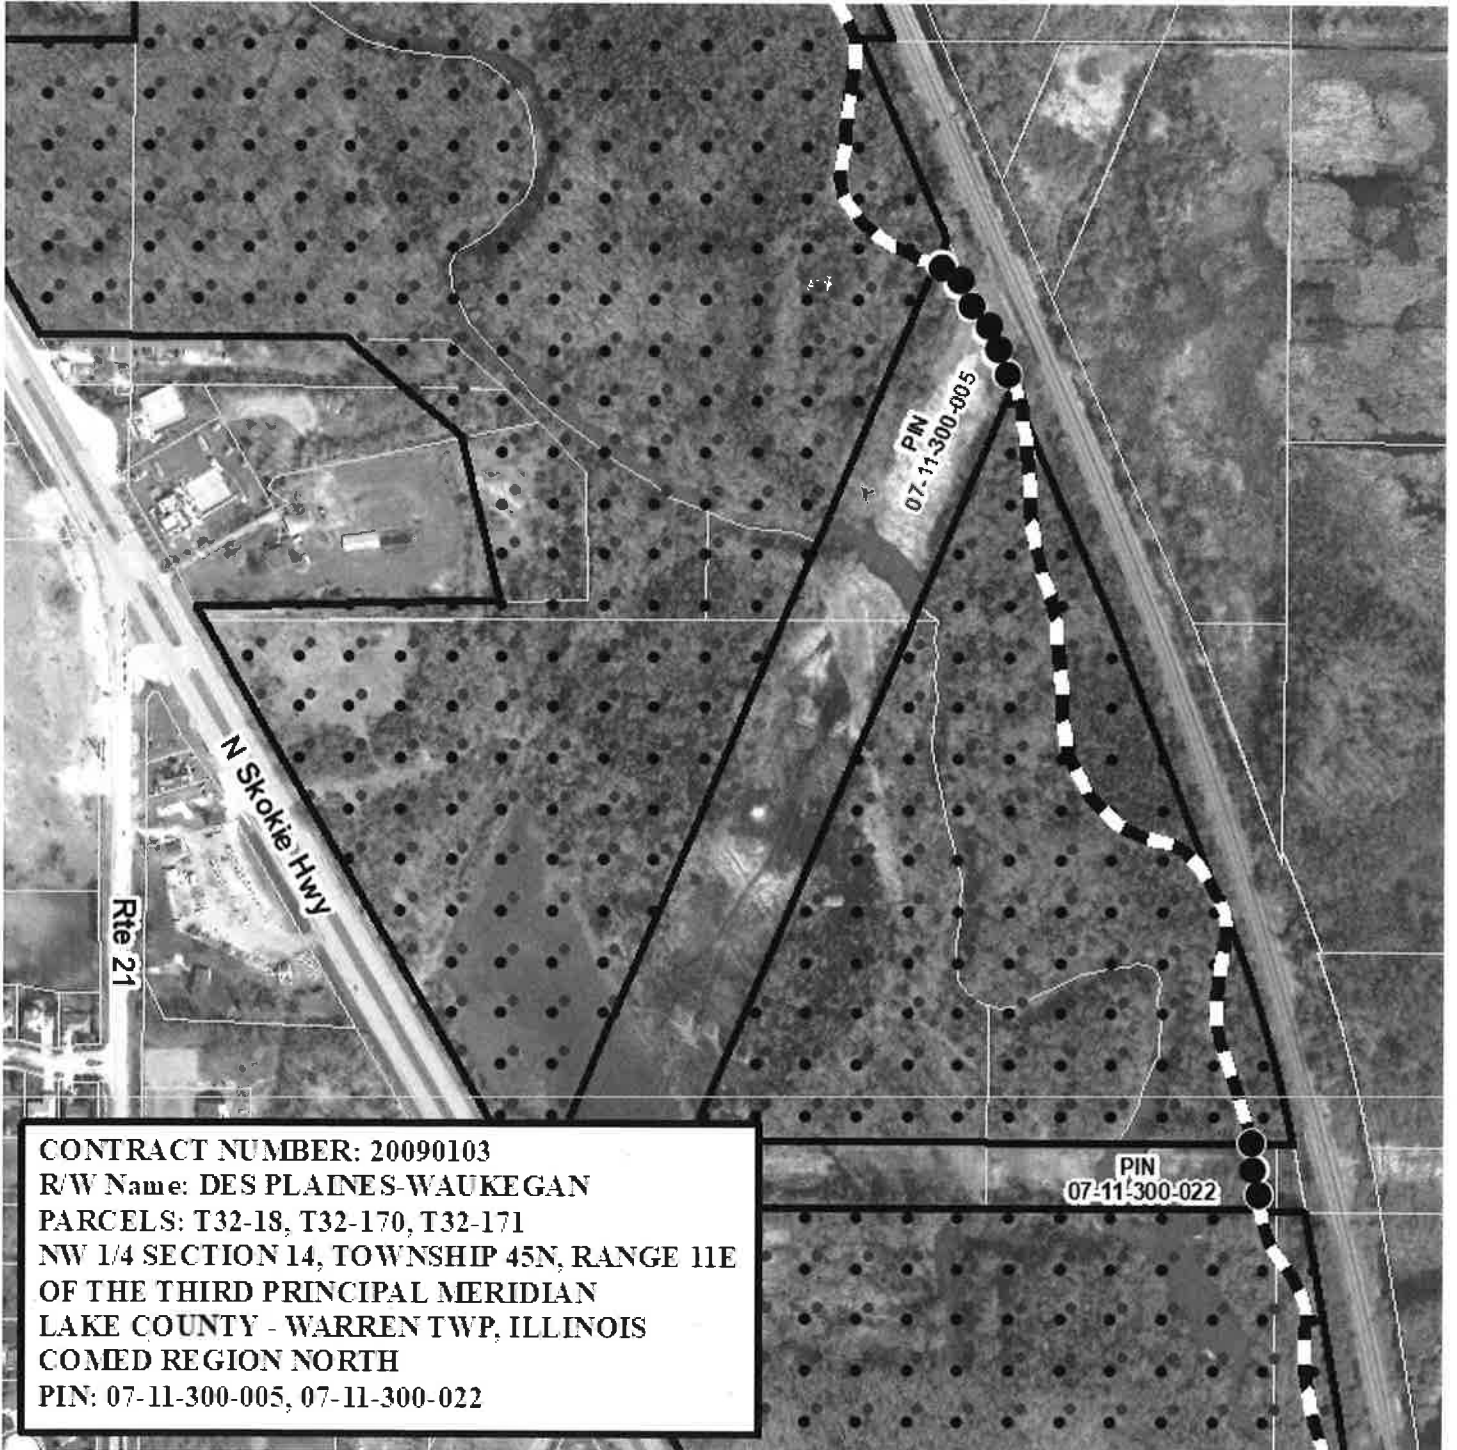 PIN
07-11-300-005
N Skokie Hwy
Rte 21
PIN
07-11-300-022
CONTRACT NUMBER: 20090103
R/W Name: DES PLAINES-WAUKEGAN
PARCELS: T32-18, T32-170, T32-171
NW 1/4 SECTION 14, TOWNSHIP 45N, RANGE 11E
OF THE THIRD PRINCIPAL MERIDIAN
LAKE COUNTY - WARREN TWP, ILLINOIS
COMED REGION NORTH
PIN: 07-11-300-005, 07-11-300-022